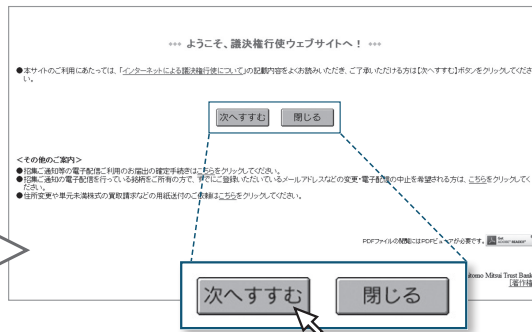 *** ようこそ、議決権行使ウェブサイトへ！ ***
●本サイトのご利用にあたっては、「インターネットによる議決権行使について」の記載内容をよくお読みいただき、ご了承いただける方は【次へすすむ】ボタンをクリックしてくださ
い。
次へすすむ 閉じる
＜その他のご案内＞
●招集ご通知等の電子配信ご利用のお届出の確定手続きはこちらをクリックしてください。
●招集ご通知の電子配信を行っている銘柄をご所有の方で、すでにご登録いただいているメールアドレスなどの変更・電子配信の中止を希望される方は、こちらをクリックしてく
ださい。
●住所変更や単元未満株式の買取請求などの用紙送付のご依頼はこちらをクリックしてください。
PDFファイルの閲覧にはPDFビューアが必要です。
Mitsui Trust Bank
[著作権
次へすすむ 閉じる